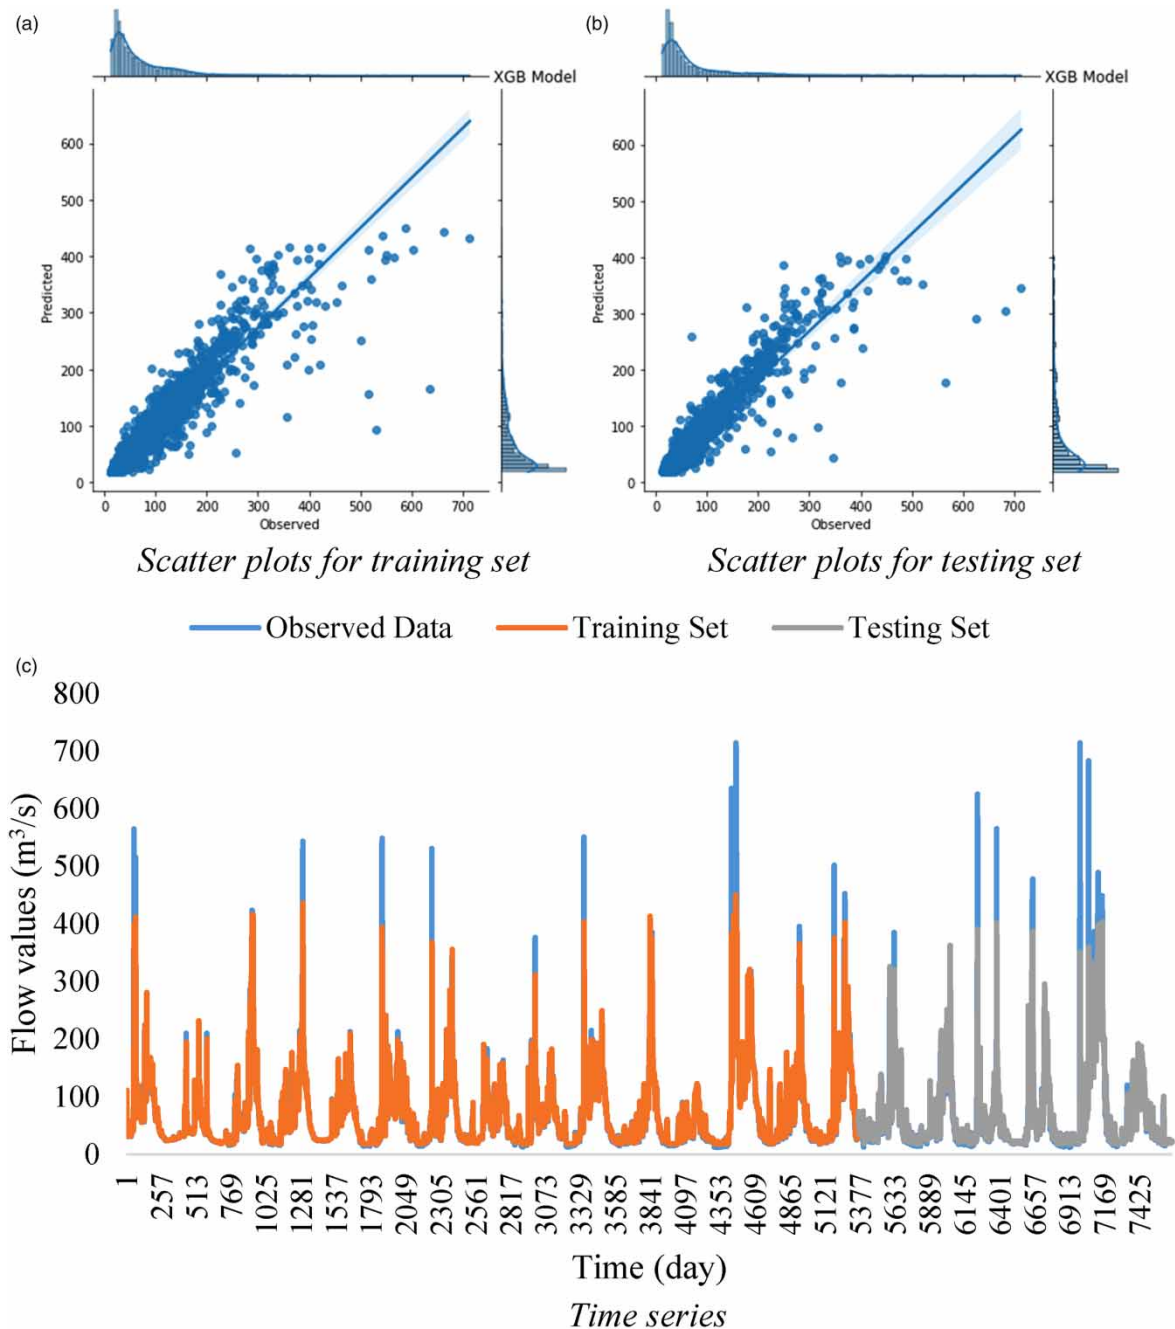 (a)
XGB Model
600
500
400
300
200
100
0
Predicted
0 100 200 300 400 500 600 700
Observed
Scatter plots for training set
(b)
XGB Model
600
500
400
300
200
100
0
Predicted
0 100 200 300 400 500 600 700
Observed
Scatter plots for testing set
Observed Data Training Set Testing Set
(c)
800
700
600
500
400
300
200
100
0
Flow values (m³/s)
1 257 513 769 1025 1281 1537 1793 2049 2305 2561 2817 3073 3329 3585 3841 4097 4353 4609 4865 5121 5377 5633 5889 6145 6401 6657 6913 7169 7425
Time (day)
Time series